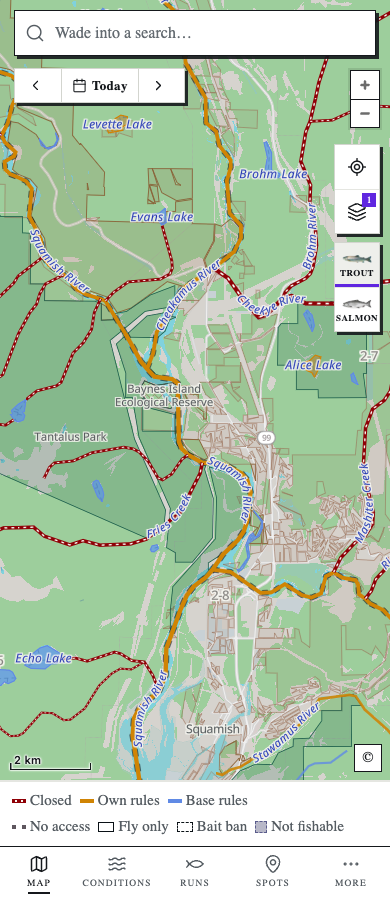 Wade into a search…
Today
1
TROUT
SALMON
Levette Lake
Brohm Lake
Evans Lake
Brohm River
Squamish River
Cheakamus River
Cheekye River
2-7
Alice Lake
Baynes Island
Ecological Reserve
Tantalus Park
99
Squamish River
Mashiter Creek
Fries Creek
2-8
Echo Lake
Squamish River
Squamish
Stawamus River
2 km
©
Closed
Own rules
Base rules
No access
Fly only
Bait ban
Not fishable
MAP
CONDITIONS
RUNS
SPOTS
MORE